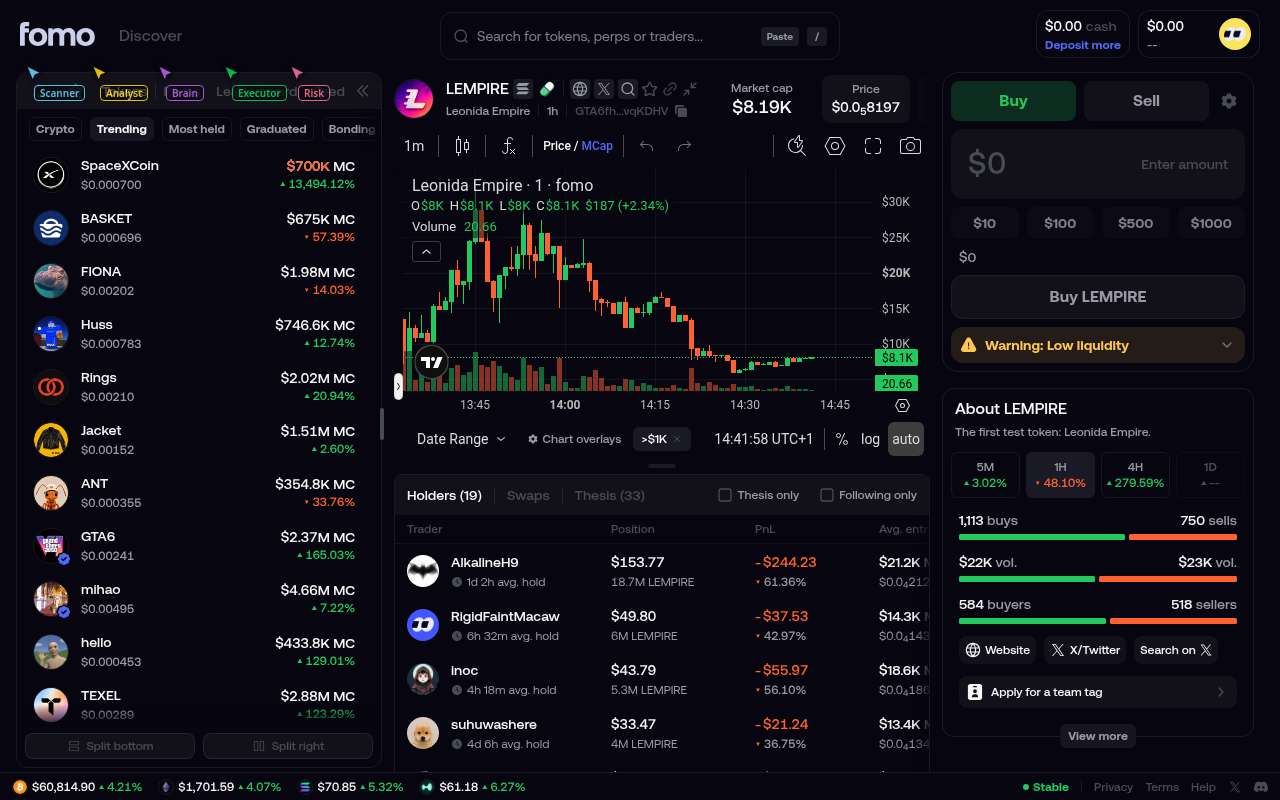 fomo
Discover
Search for tokens, perps or traders...
Paste
/
$0.00 cash
Deposit more
$0.00
--
Scanner
Analyst
Brain
Executor
Risk
Crypto
Trending
Most held
Graduated
Bonding
SpaceXCoin
$700K MC
$0.000700
13,494.12%
BASKET
$675K MC
$0.000696
57.39%
FIONA
$1.98M MC
$0.00202
14.03%
Huss
$746.6K MC
$0.000783
12.74%
Rings
$2.02M MC
$0.00210
20.94%
Jacket
$1.51M MC
$0.00152
2.60%
ANT
$354.8K MC
$0.000355
33.76%
GTA6
$2.37M MC
$0.00241
165.03%
mihao
$4.66M MC
$0.00495
7.22%
hello
$433.8K MC
$0.000453
129.01%
TEXEL
$2.88M MC
$0.00289
123.29%
Split bottom
Split right
LEMPIRE
Leonida Empire
1h
GTA6fh...vqKDHV
Market cap
$8.19K
Price
$0.0₅8197
1m
Price / MCap
Leonida Empire · 1 · fomo
O$8K H$8.1K L$8K C$8.1K $187 (+2.34%)
Volume 20.66
$30K
$25K
$20K
$15K
$10K
$8.1K
20.66
13:45
14:00
14:15
14:30
14:45
Date Range
Chart overlays
>$1K ×
14:41:58 UTC+1
%
log
auto
Holders (19)
Swaps
Thesis (33)
Thesis only
Following only
Trader
Position
PnL
Avg. entr
AlkalineH9
$153.77
-$244.23
$21.2K
1d 2h avg. hold
18.7M LEMPIRE
61.36%
$0.0₄212
RigidFaintMacaw
$49.80
-$37.53
$14.3K
6h 32m avg. hold
6M LEMPIRE
42.97%
$0.0₄143
inoc
$43.79
-$55.97
$18.6K
4h 18m avg. hold
5.3M LEMPIRE
56.10%
$0.0₄186
suhuwashere
$33.47
-$21.24
$13.4K
4d 6h avg. hold
4M LEMPIRE
36.75%
$0.0₄134
Buy
Sell
$0
Enter amount
$10
$100
$500
$1000
$0
Buy LEMPIRE
Warning: Low liquidity
About LEMPIRE
The first test token: Leonida Empire.
5M
3.02%
1H
48.10%
4H
279.59%
1D
--
1,113 buys
750 sells
$22K vol.
$23K vol.
584 buyers
518 sellers
Website
X/Twitter
Search on X
Apply for a team tag
View more
$60,814.90 4.21%
$1,701.59 4.07%
$70.85 5.32%
$61.18 6.27%
Stable
Privacy
Terms
Help